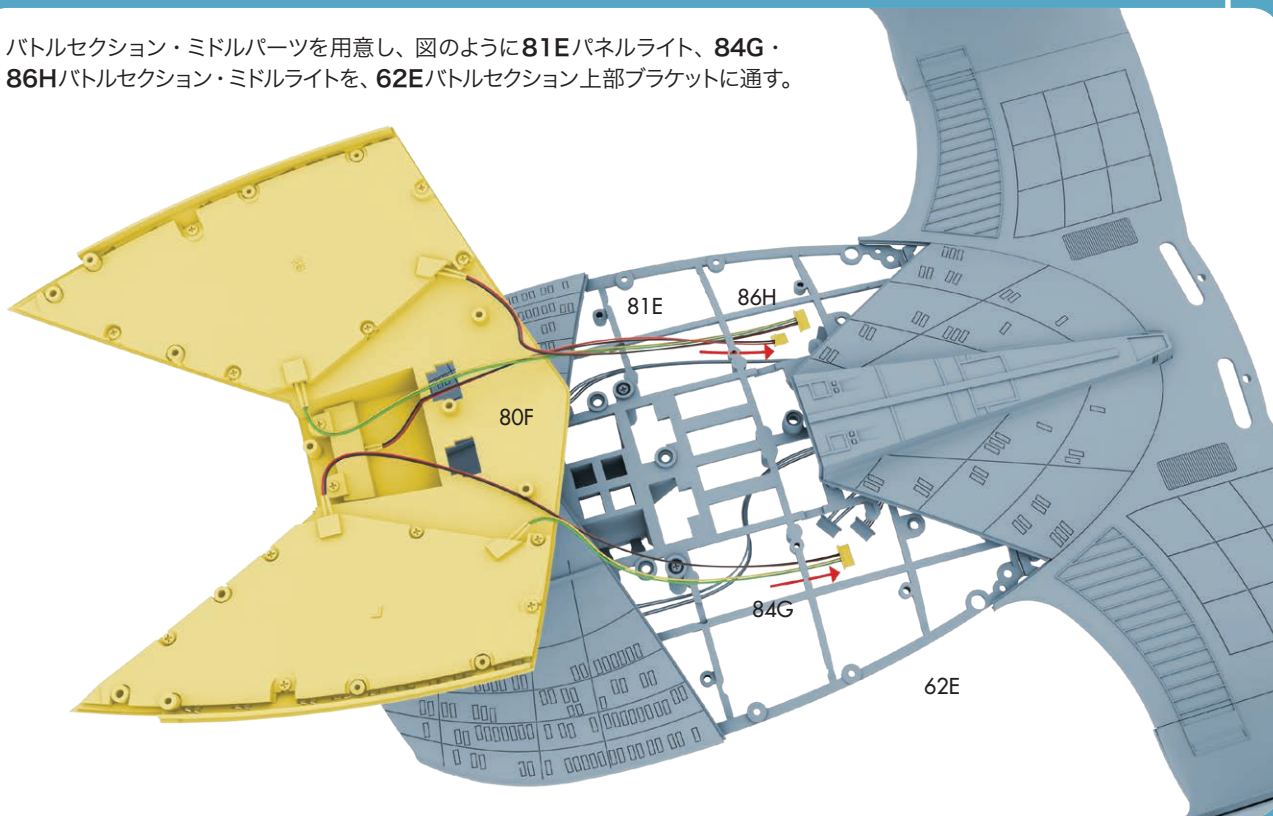 バトルセクション・ミドルパーツを用意し、図のように81Eパネルライト、84G・
86Hバトルセクション・ミドルライトを、62Eバトルセクション上部ブラケットに通す。
81E
86H
80F
84G
62E